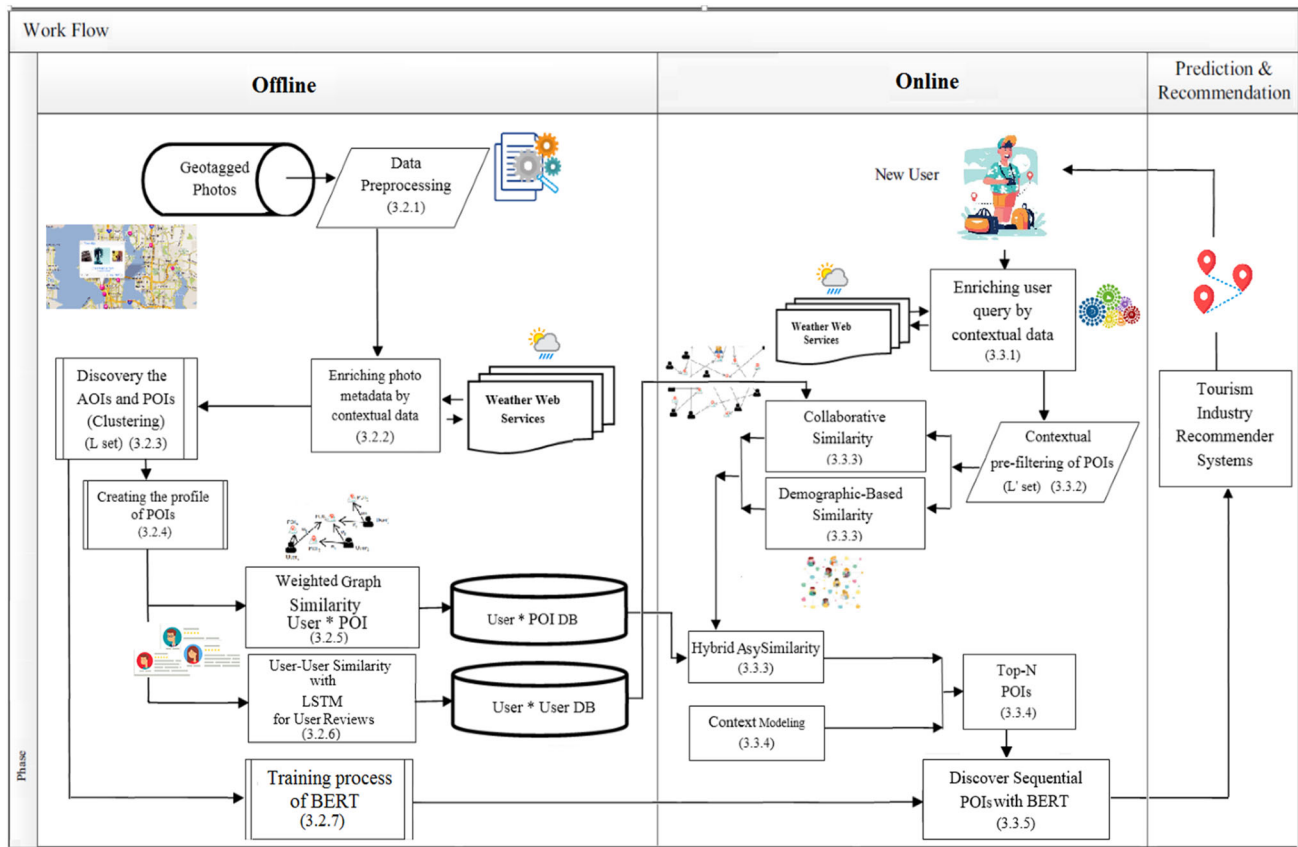 Work Flow
Offline
Online
Prediction &
Recommendation
Geotagged
Photos
Data
Preprocessing
(3.2.1)
New User
Enriching user
query by
contextual data
(3.3.1)
Weather Web
Services
Discovery the
AOIs and POIs
(Clustering)
(L set) (3.2.3)
Enriching photo
metadata by
contextual data
(3.2.2)
Weather Web
Services
Collaborative
Similarity
(3.3.3)
Contextual
pre-filtering of POIs
(L' set) (3.3.2)
Tourism
Industry
Recommender
Systems
Creating the profile
of POIs
(3.2.4)
Demographic-Based
Similarity
(3.3.3)
Weighted Graph
Similarity
User * POI
(3.2.5)
User * POI DB
Hybrid AsySimilarity
(3.3.3)
Top-N
POIs
(3.3.4)
User-User Similarity
with
LSTM
for User Reviews
(3.2.6)
User * User DB
Context Modeling
(3.3.4)
Phase
Training process
of BERT
(3.2.7)
Discover Sequential
POIs with BERT
(3.3.5)